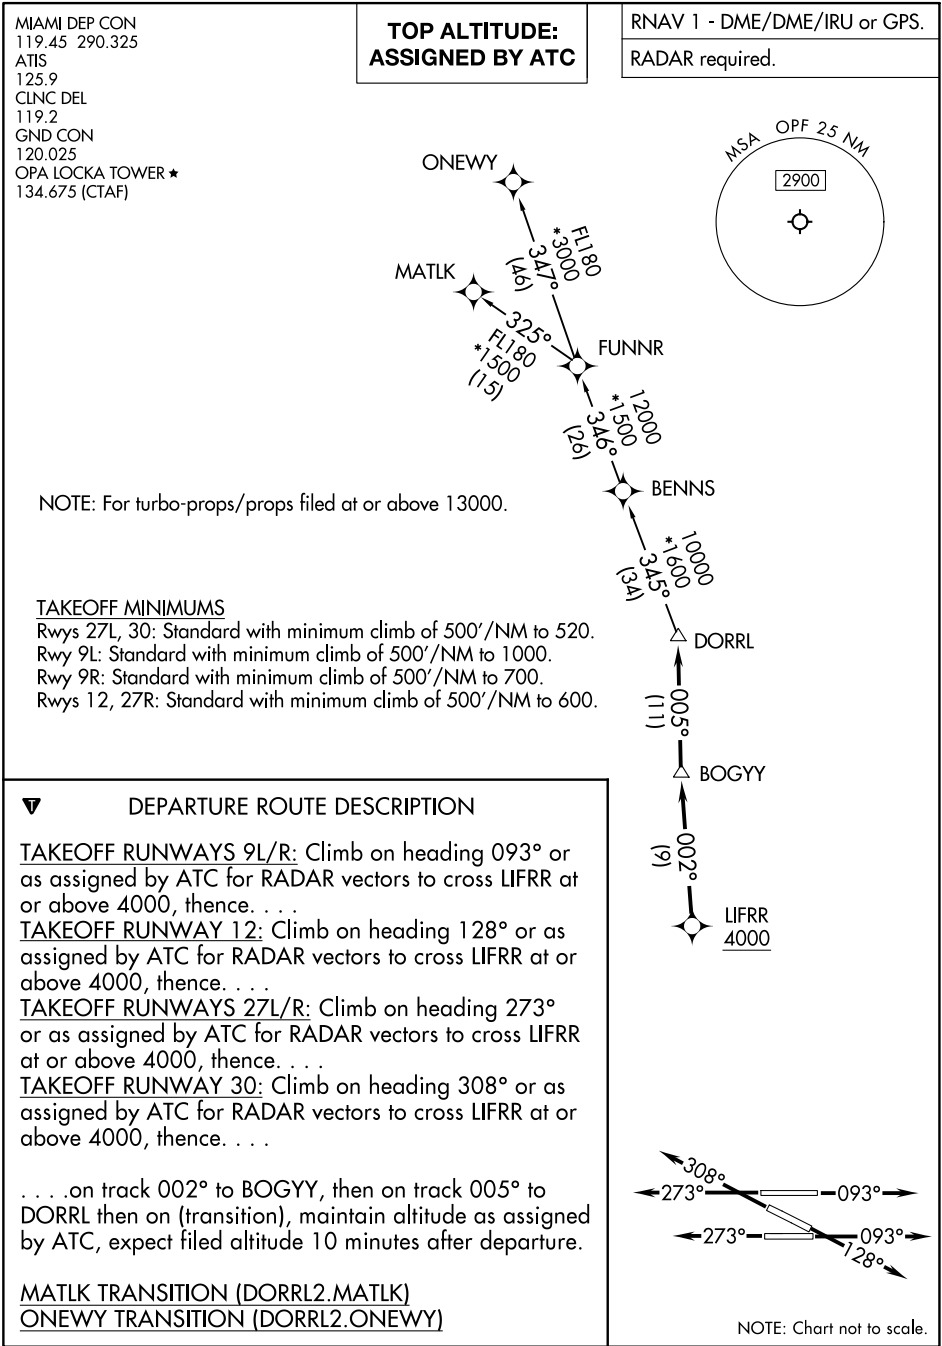 MIAMI DEP CON
119.45 290.325
ATIS
125.9
CLNC DEL
119.2
GND CON
120.025
OPA LOCKA TOWER ★
134.675 (CTAF)
TOP ALTITUDE:
ASSIGNED BY ATC
RNAV 1 - DME/DME/IRU or GPS.
RADAR required.
MSA OPF 25 NM
2900
ONEWY
FL180
*3000
347°
(46)
MATLK
325°
FL180
*1500
(15)
FUNNR
12000
*1500
346°
(26)
BENNS
10000
*1600
345°
(34)
DORRL
005°
(11)
BOGYY
002°
(9)
LIFRR
4000
NOTE: For turbo-props/props filed at or above 13000.
TAKEOFF MINIMUMS
Rwys 27L, 30: Standard with minimum climb of 500'/NM to 520.
Rwy 9L: Standard with minimum climb of 500'/NM to 1000.
Rwy 9R: Standard with minimum climb of 500'/NM to 700.
Rwys 12, 27R: Standard with minimum climb of 500'/NM to 600.
T
DEPARTURE ROUTE DESCRIPTION
TAKEOFF RUNWAYS 9L/R: Climb on heading 093° or
as assigned by ATC for RADAR vectors to cross LIFRR at
or above 4000, thence. . . .
TAKEOFF RUNWAY 12: Climb on heading 128° or as
assigned by ATC for RADAR vectors to cross LIFRR at or
above 4000, thence. . . .
TAKEOFF RUNWAYS 27L/R: Climb on heading 273°
or as assigned by ATC for RADAR vectors to cross LIFRR
at or above 4000, thence. . . .
TAKEOFF RUNWAY 30: Climb on heading 308° or as
assigned by ATC for RADAR vectors to cross LIFRR at or
above 4000, thence. . . .
. . . .on track 002° to BOGYY, then on track 005° to
DORRL then on (transition), maintain altitude as assigned
by ATC, expect filed altitude 10 minutes after departure.
MATLK TRANSITION (DORRL2.MATLK)
ONEWY TRANSITION (DORRL2.ONEWY)
308°
273°
093°
273°
093°
128°
NOTE: Chart not to scale.